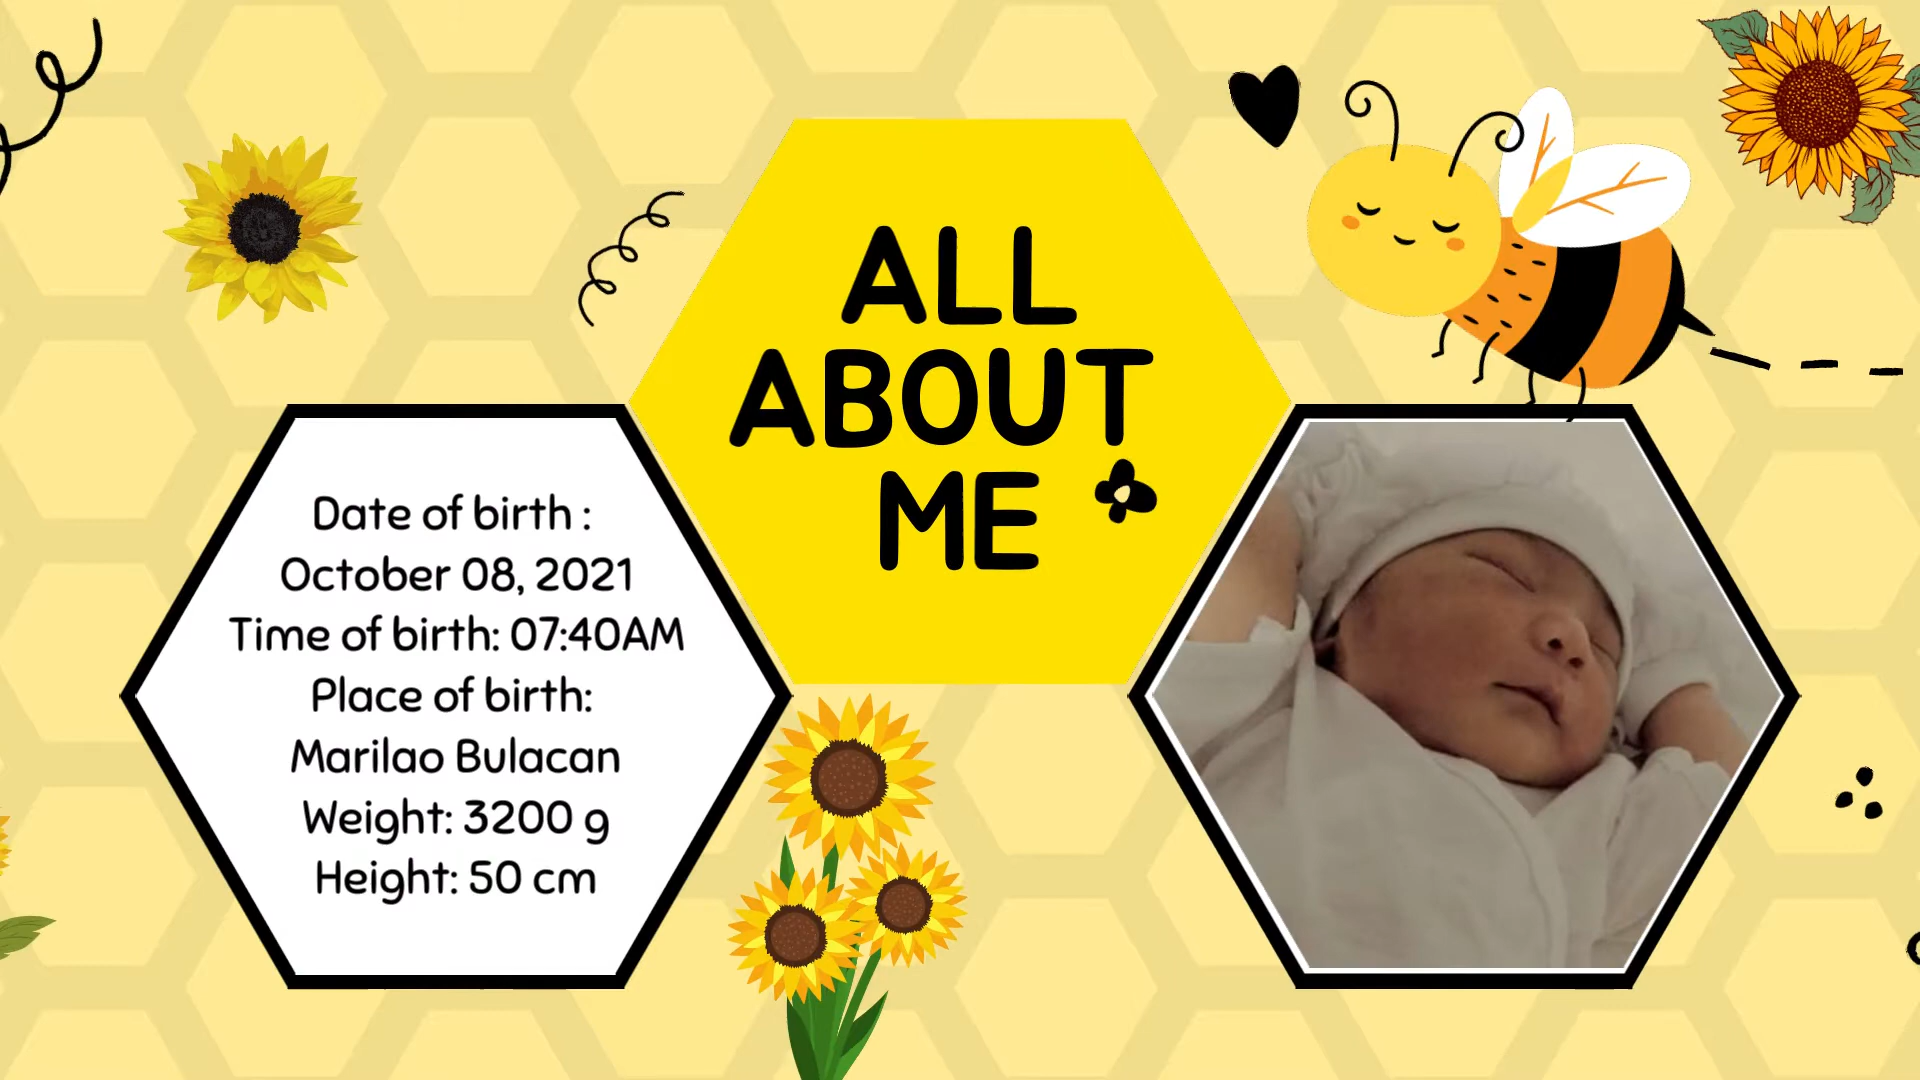 ALL
ABOUT
ME
Date of birth :
October 08, 2021
Time of birth: 07:40AM
Place of birth:
Marilao Bulacan
Weight: 3200 g
Height: 50 cm